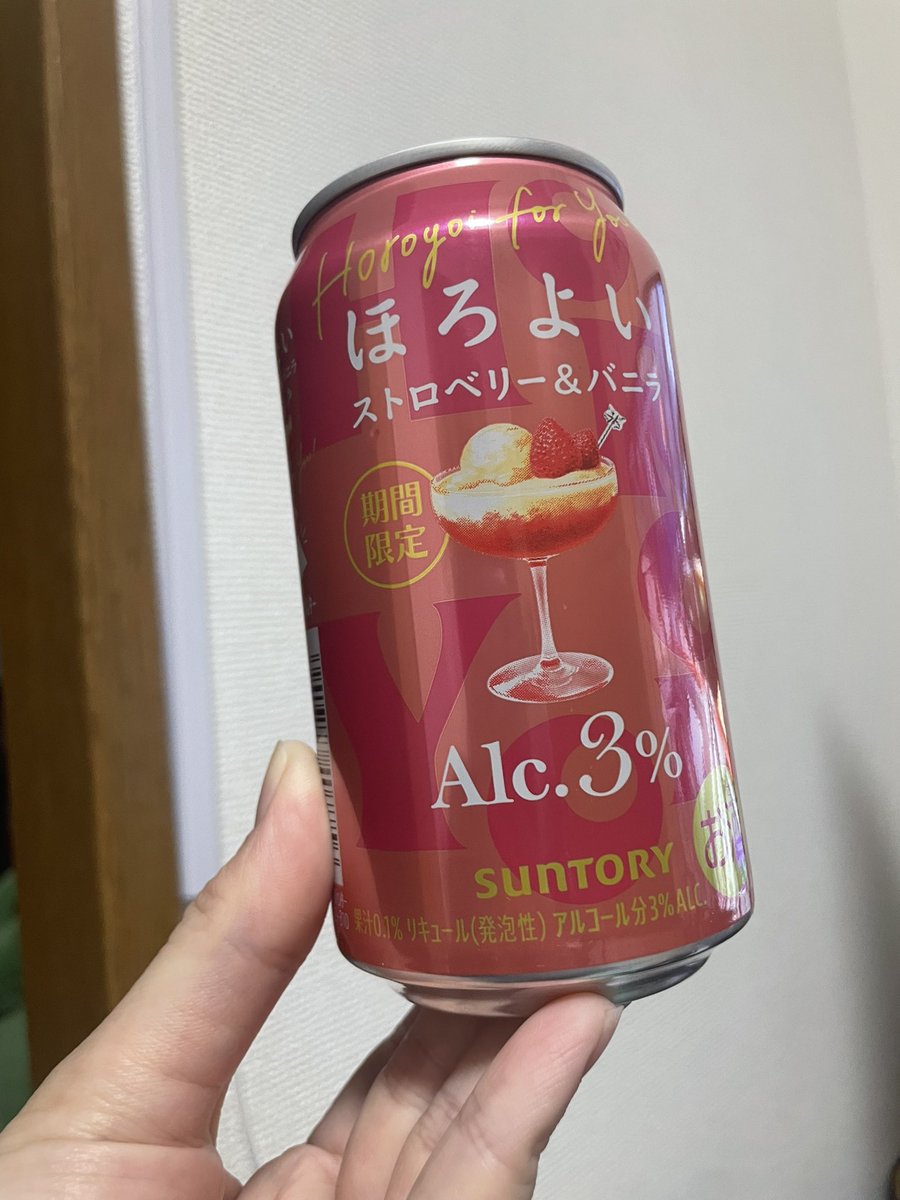 Horoyoi for You
ほろよい
ストロベリー&バニラ
期間
限定
Alc.3%
SUNTORY
お
果汁0.1% リキュール(発泡性) アルコール分3%ALC.